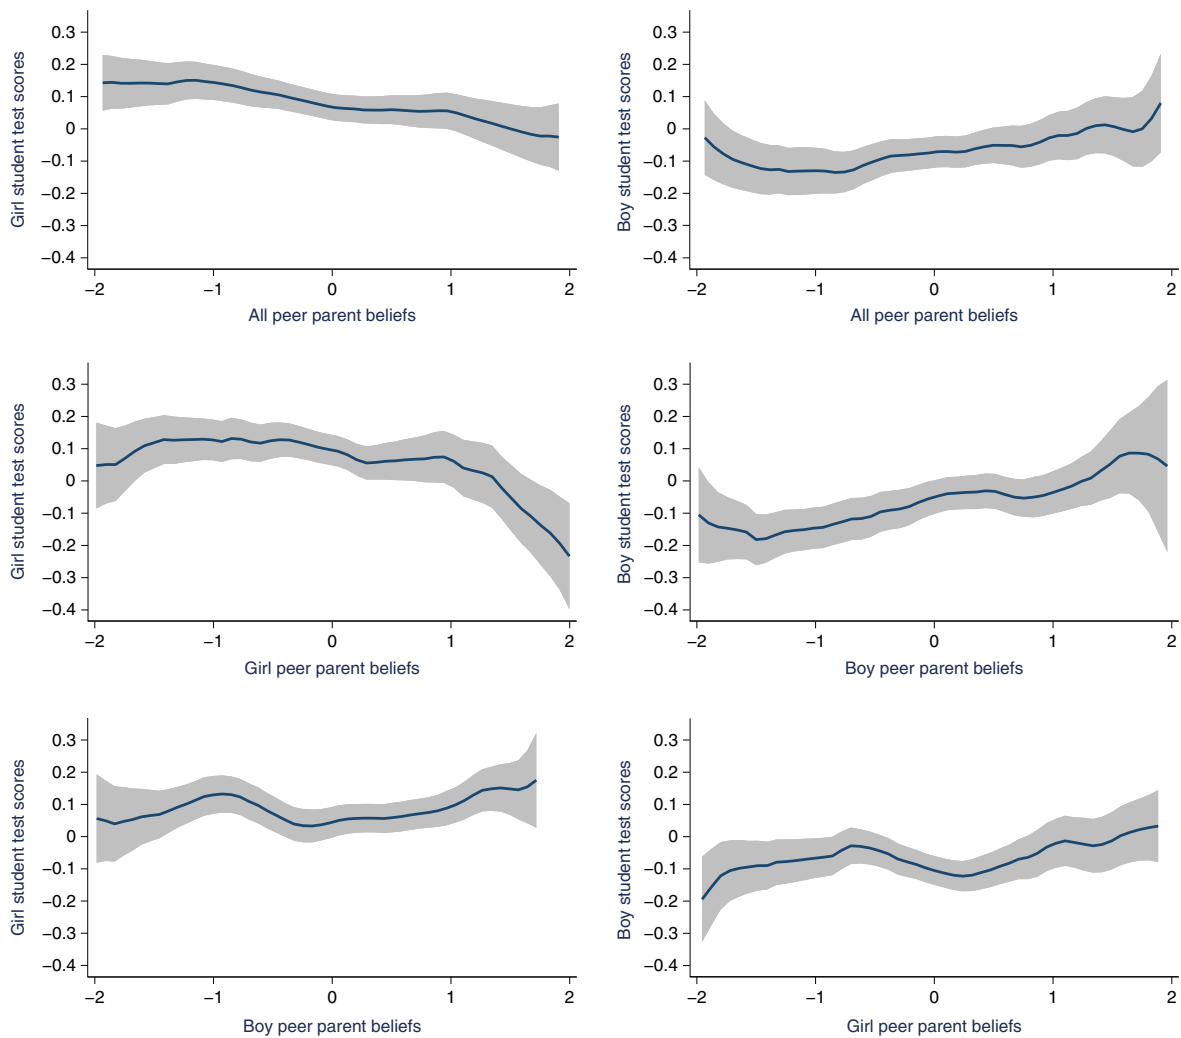 Girl student test scores
0.3
0.2
0.1
0
−0.1
−0.2
−0.3
−0.4
−2 −1 0 1 2
All peer parent beliefs
Boy student test scores
0.3
0.2
0.1
0
−0.1
−0.2
−0.3
−0.4
−2 −1 0 1 2
All peer parent beliefs
Girl student test scores
0.3
0.2
0.1
0
−0.1
−0.2
−0.3
−0.4
−2 −1 0 1 2
Girl peer parent beliefs
Boy student test scores
0.3
0.2
0.1
0
−0.1
−0.2
−0.3
−0.4
−2 −1 0 1 2
Boy peer parent beliefs
Girl student test scores
0.3
0.2
0.1
0
−0.1
−0.2
−0.3
−0.4
−2 −1 0 1 2
Boy peer parent beliefs
Boy student test scores
0.3
0.2
0.1
0
−0.1
−0.2
−0.3
−0.4
−2 −1 0 1 2
Girl peer parent beliefs